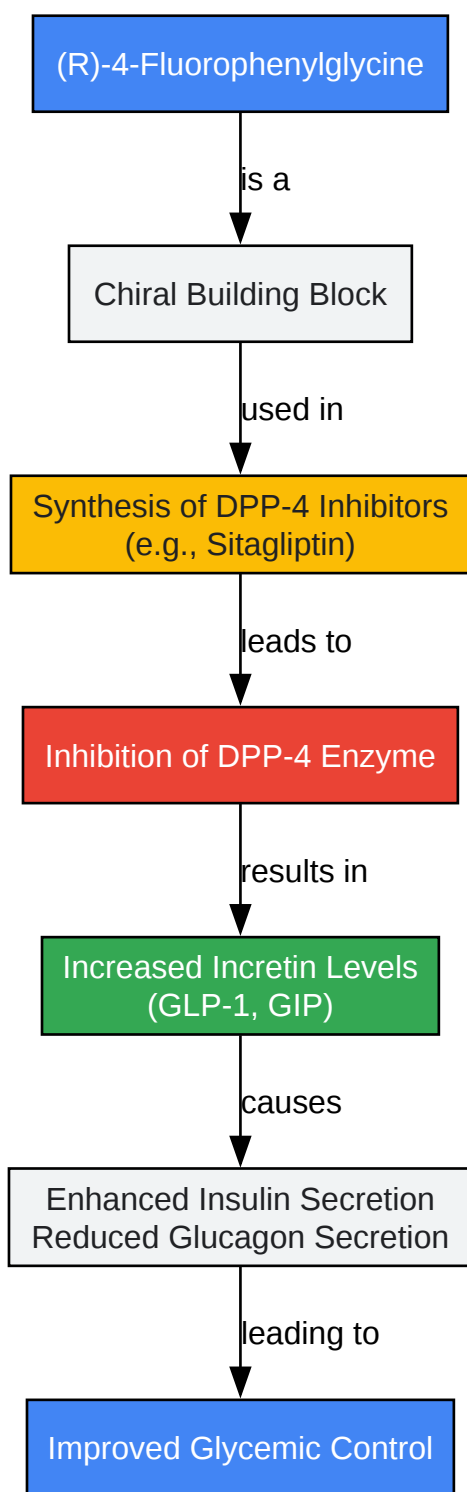 (R)-4-Fluorophenylglycine
is a
Chiral Building Block
used in
Synthesis of DPP-4 Inhibitors
(e.g., Sitagliptin)
leads to
Inhibition of DPP-4 Enzyme
results in
Increased Incretin Levels
(GLP-1, GIP)
causes
Enhanced Insulin Secretion
Reduced Glucagon Secretion
leading to
Improved Glycemic Control